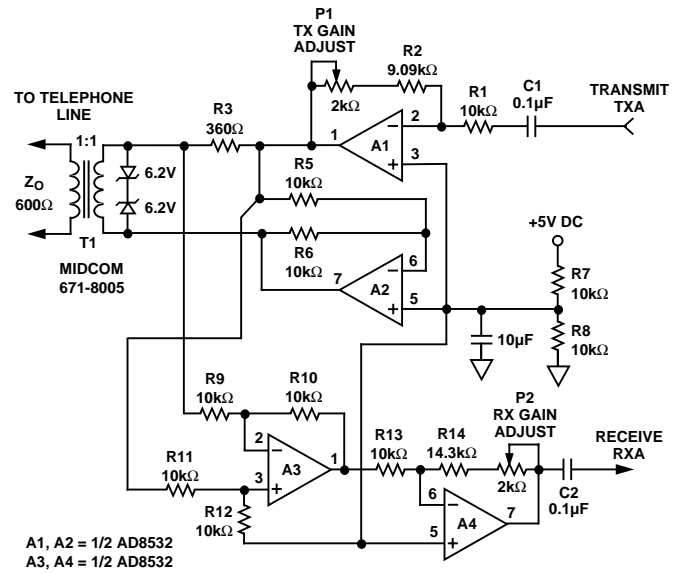 P1
TX GAIN
ADJUST
2kΩ
R2
9.09kΩ
R1
10kΩ
C1
0.1µF
TRANSMIT
TXA
TO TELEPHONE
LINE
1:1
R3
360Ω
1
2
A1
3
6.2V
6.2V
ZO
600Ω
T1
MIDCOM
671-8005
R5
10kΩ
R6
10kΩ
7
6
A2
5
+5V DC
R7
10kΩ
R8
10kΩ
10µF
R9
10kΩ
R10
10kΩ
2
A3
1
3
R11
10kΩ
R12
10kΩ
R13
10kΩ
R14
14.3kΩ
P2
RX GAIN
ADJUST
2kΩ
6
A4
7
5
RECEIVE
RXA
C2
0.1µF
A1, A2 = 1/2 AD8532
A3, A4 = 1/2 AD8532